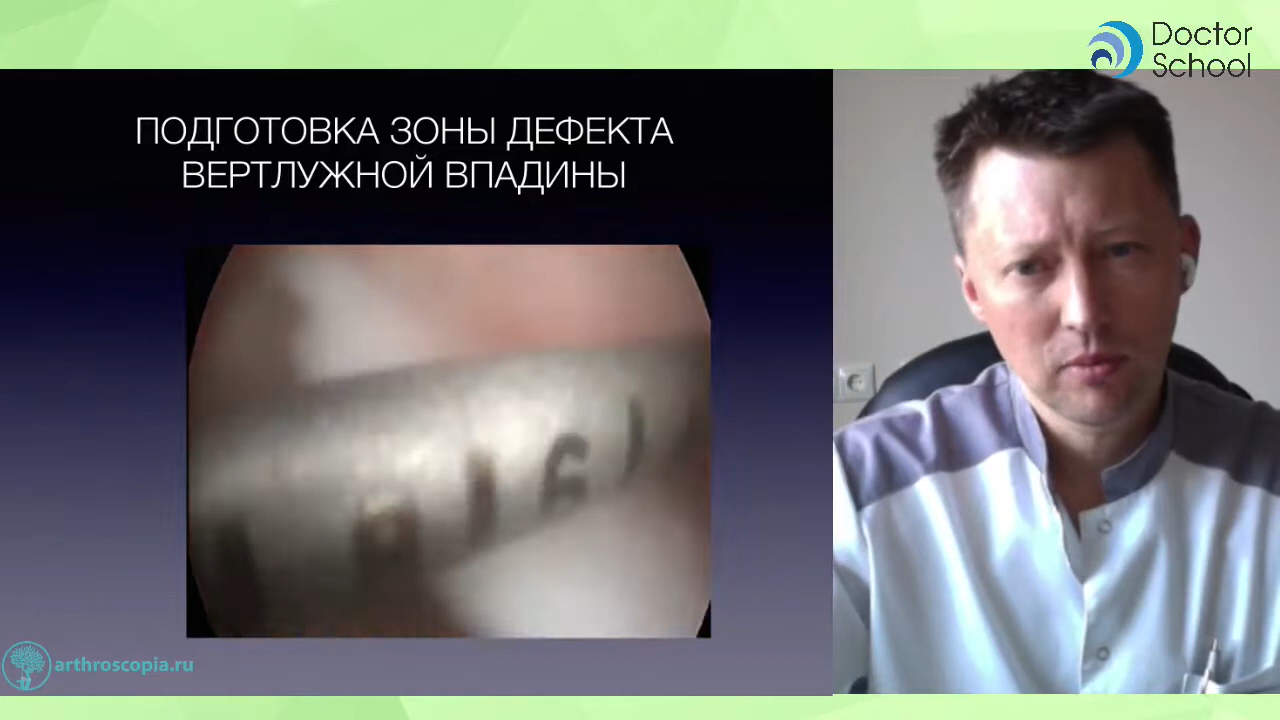 Doctor
School
ПОДГОТОВКА ЗОНЫ ДЕФЕКТА
ВЕРТЛУЖНОЙ ВПАДИНЫ
arthroscopia.ru